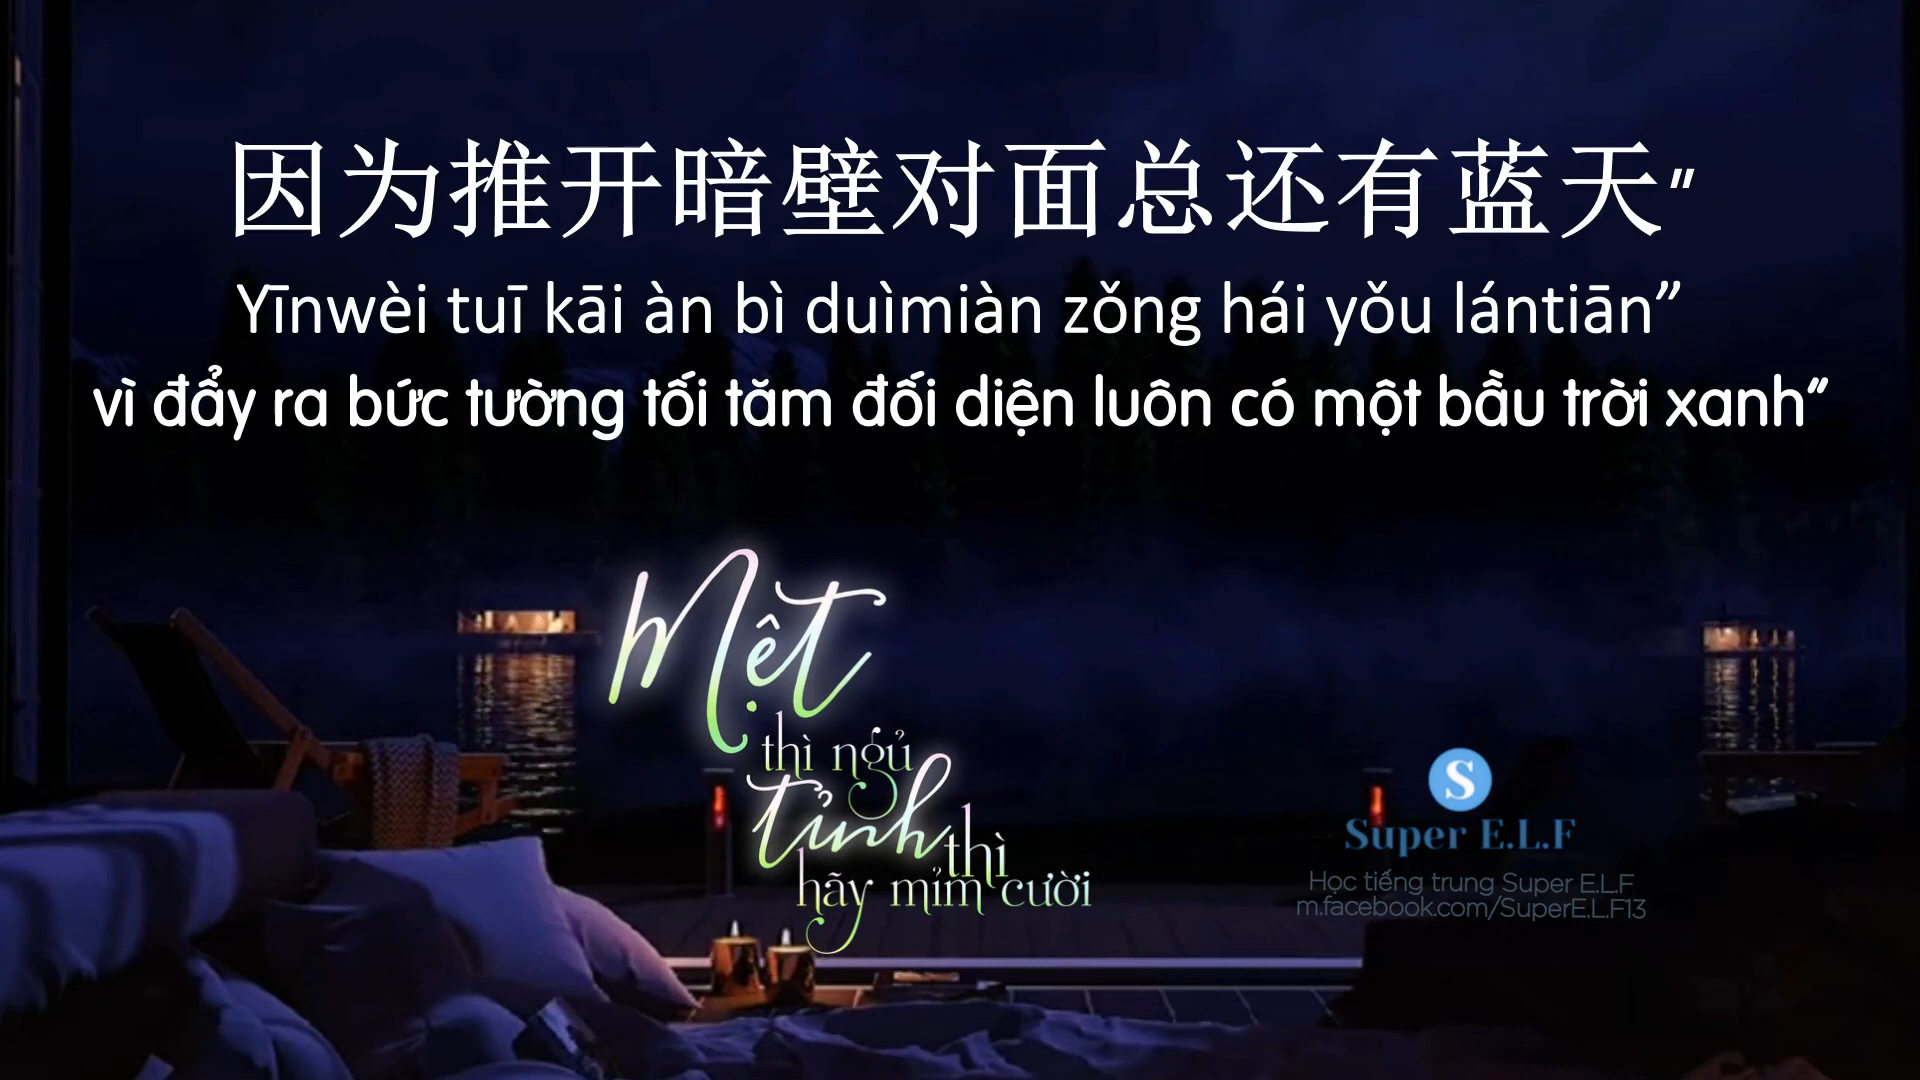 因为推开暗壁对面总还有蓝天"
Yīnwèi tuī kāi àn bì duìmiàn zǒng hái yǒu lántiān”
vì đẩy ra bức tường tối tăm đối diện luôn có một bầu trời xanh”
Mệt
thì ngủ
tỉnh thì
hãy mỉm cười
S
Super E.L.F
Học tiếng trung Super E.L.F
m.facebook.com/SuperE.L.F13